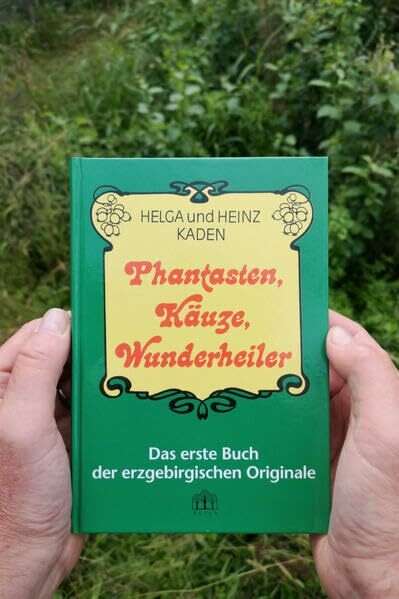 HELGA und HEINZ
KADEN
Phantasten,
Käuze,
Wunderheiler
Das erste Buch
der erzgebirgischen Originale